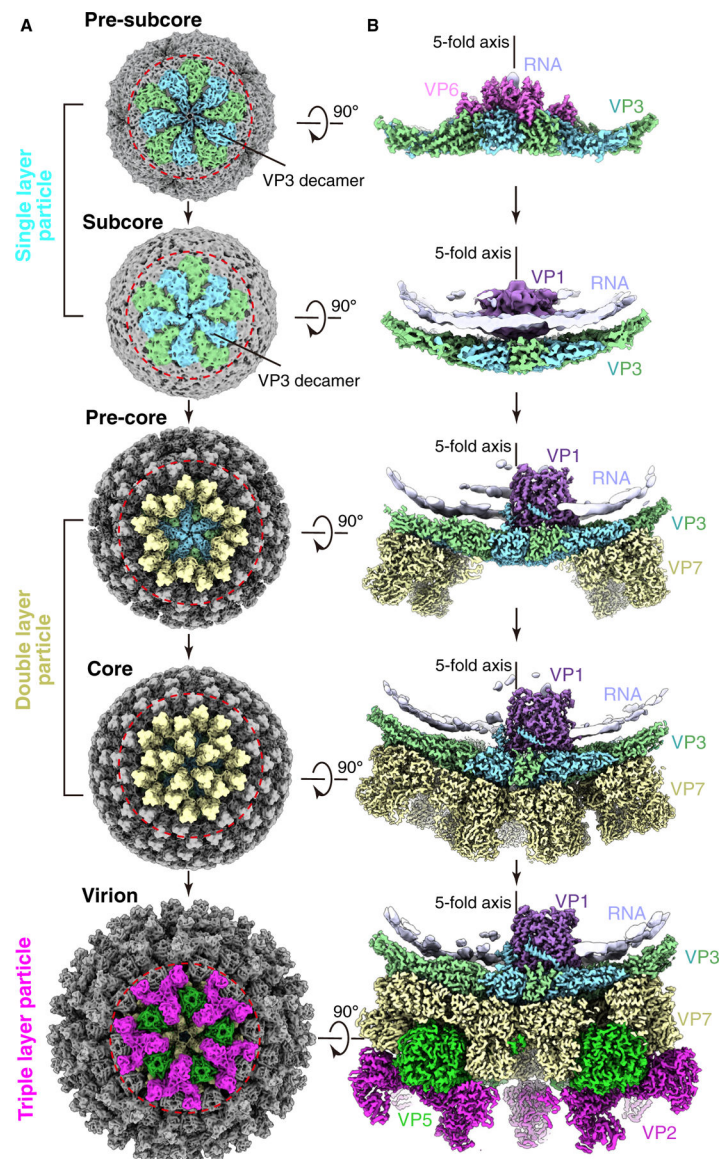 A
Pre-subcore
B
5-fold axis
RNA
VP6
VP3
90°
VP3 decamer
Single layer
particle
Subcore
5-fold axis
VP1
RNA
90°
VP3 decamer
VP3
Pre-core
5-fold axis
VP1
RNA
VP3
90°
VP7
Double layer
particle
Core
5-fold axis
VP1
RNA
VP3
90°
VP7
Virion
5-fold axis
VP1
RNA
VP3
90°
VP7
Triple layer particle
VP5
VP2